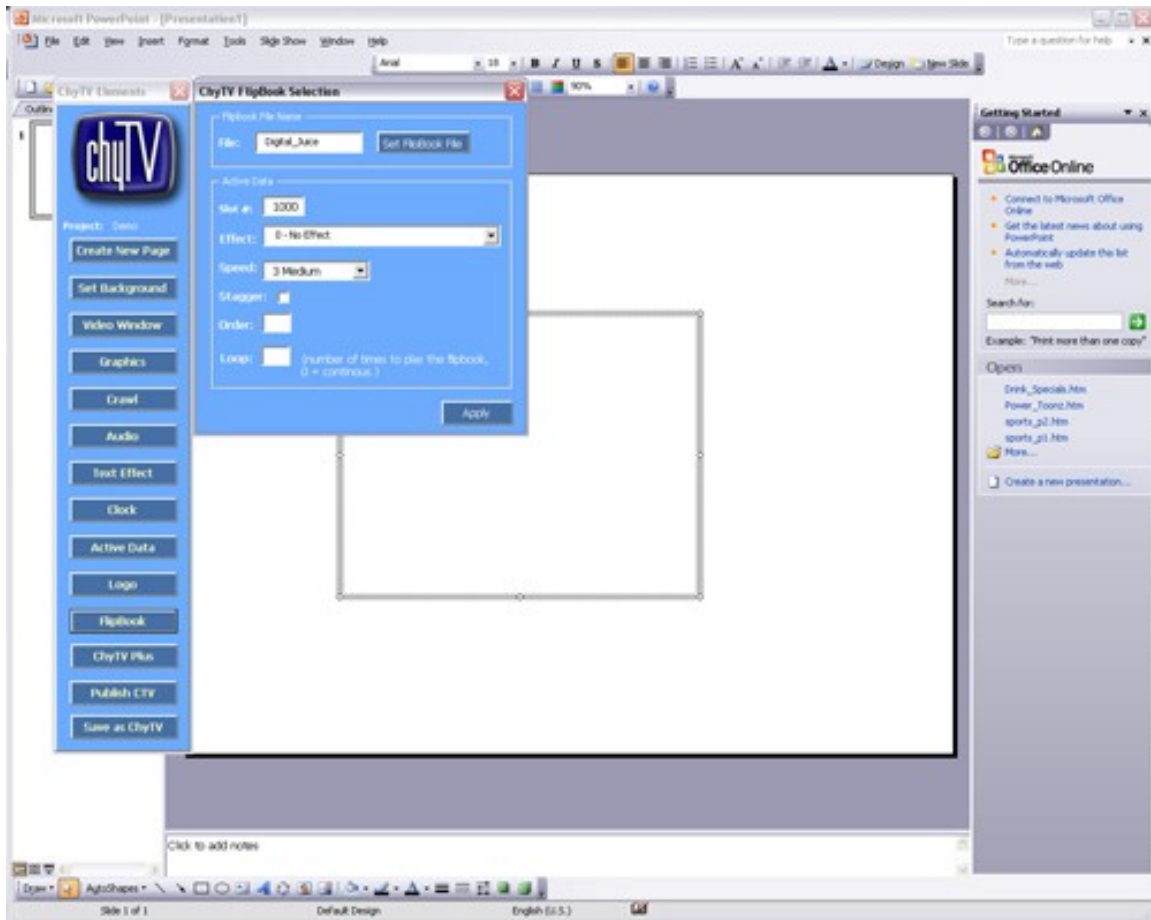 Microsoft PowerPoint - [Presentation1]
File Edit View Insert Format Tools Slide Show Window Help
Type a question for help
Arial 18 B I U S Design New Slide
90%
ChyTV Elements
chyTV
Project: Demo
Create New Page
Set Background
Video Window
Graphics
Crawl
Audio
Text Effect
Clock
Active Data
Logo
FlipBook
ChyTV Plus
Publish CTV
Save as ChyTV
ChyTV FlipBook Selection
Flipbook File Name
File: Digital_Juice Set FlipBook File
Active Data
Slot #: 1000
Effect: 0 - No Effect
Speed: 3 Medium
Stagger:
Order:
Loop: (number of times to play the flipbook,
0 = continous.)
Apply
Outlin
1
Getting Started
Microsoft
Office Online
Connect to Microsoft Office
Online
Get the latest news about using
PowerPoint
Automatically update this list
from the web
More...
Search for:
Example: "Print more than one copy"
Open
Drink_Specials.htm
Power_Toonz.htm
sports_p2.htm
sports_p1.htm
More...
Create a new presentation...
Click to add notes
Draw AutoShapes
Slide 1 of 1 Default Design English (U.S.)